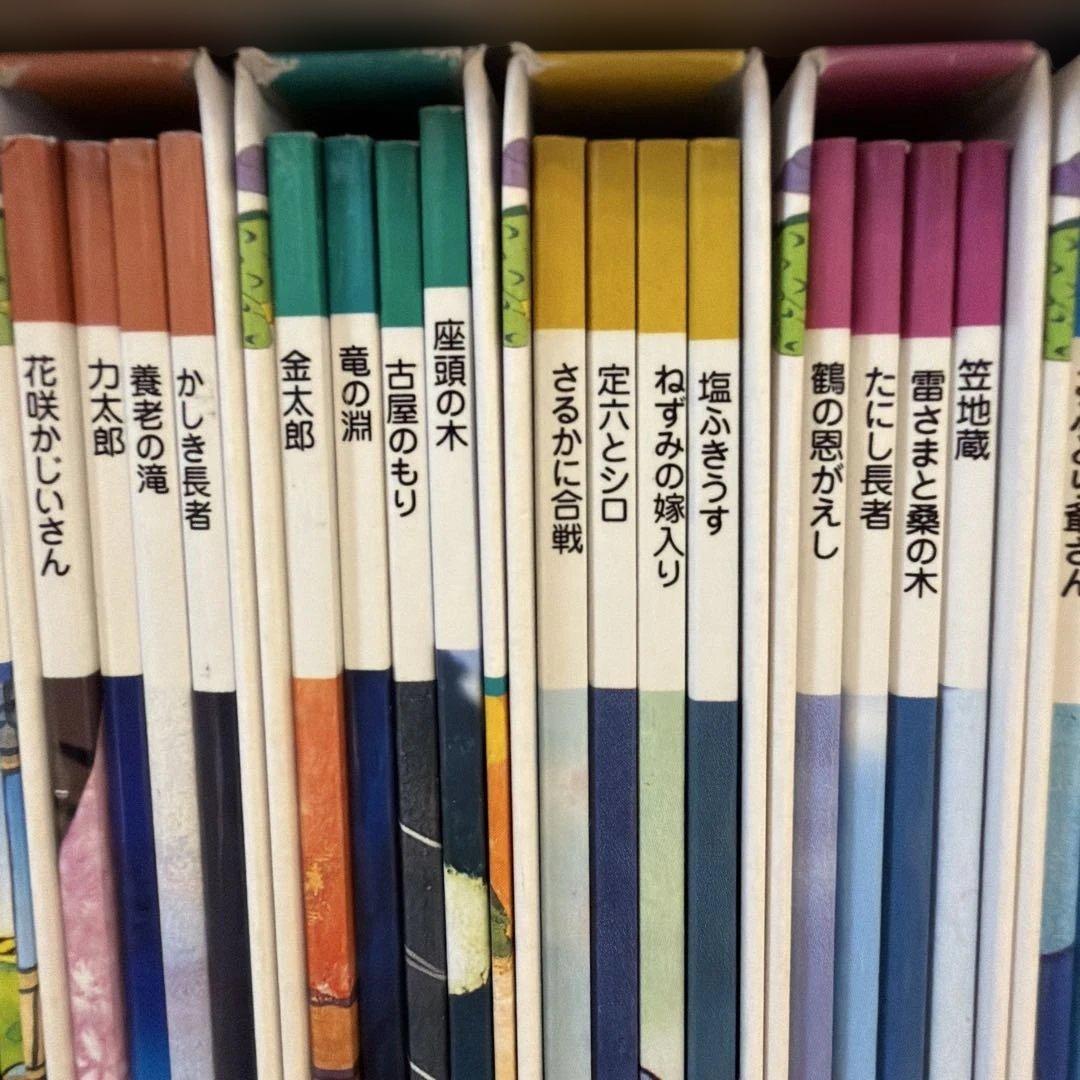 花咲かじいさん
力太郎
養老の滝
かしき長者
金太郎
竜の淵
古屋のもり
座頭の木
さるかに合戦
定六とシロ
ねずみの嫁入り
塩ふきうす
鶴の恩がえし
たにし長者
雷さまと桑の木
笠地蔵